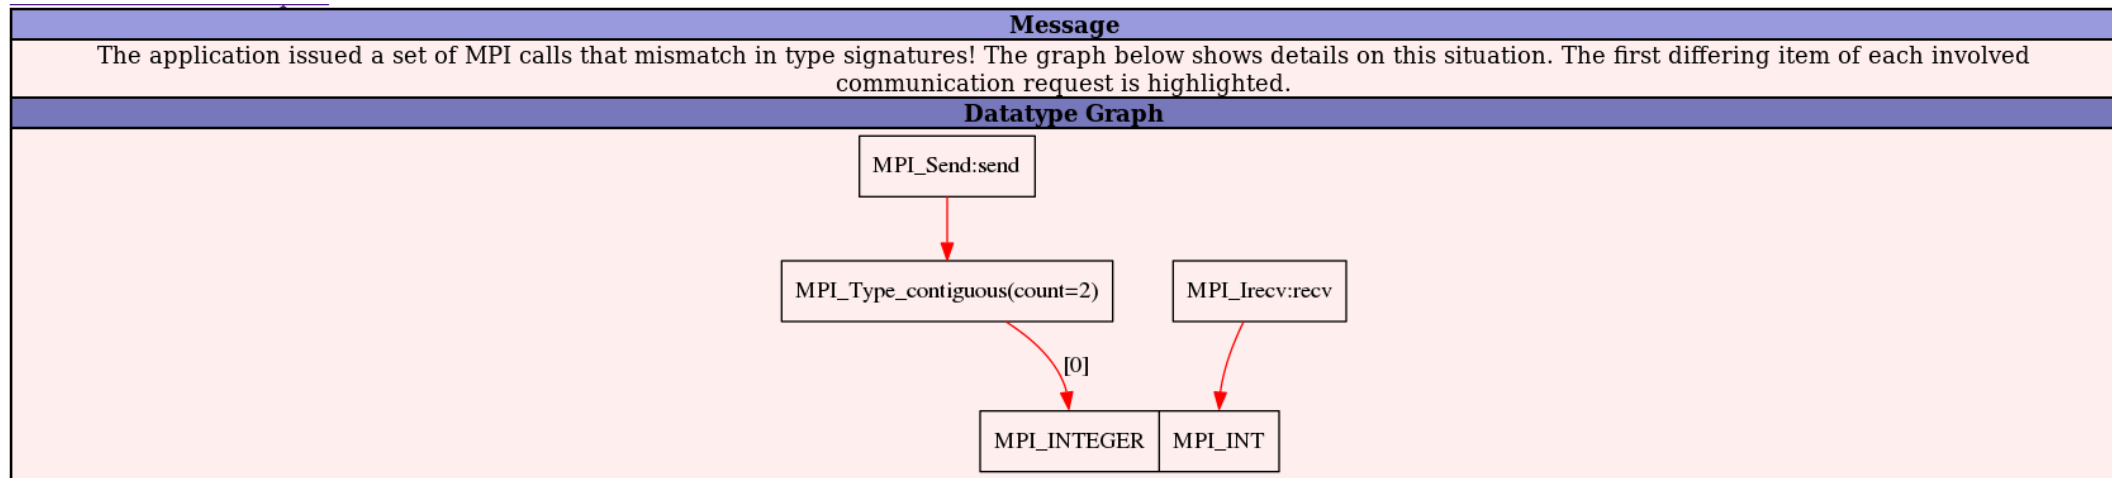 Message
The application issued a set of MPI calls that mismatch in type signatures! The graph below shows details on this situation. The first differing item of each involved
communication request is highlighted.
Datatype Graph
MPI_Send:send
MPI_Type_contiguous(count=2)
MPI_Irecv:recv
[0]
MPI_INTEGER
MPI_INT